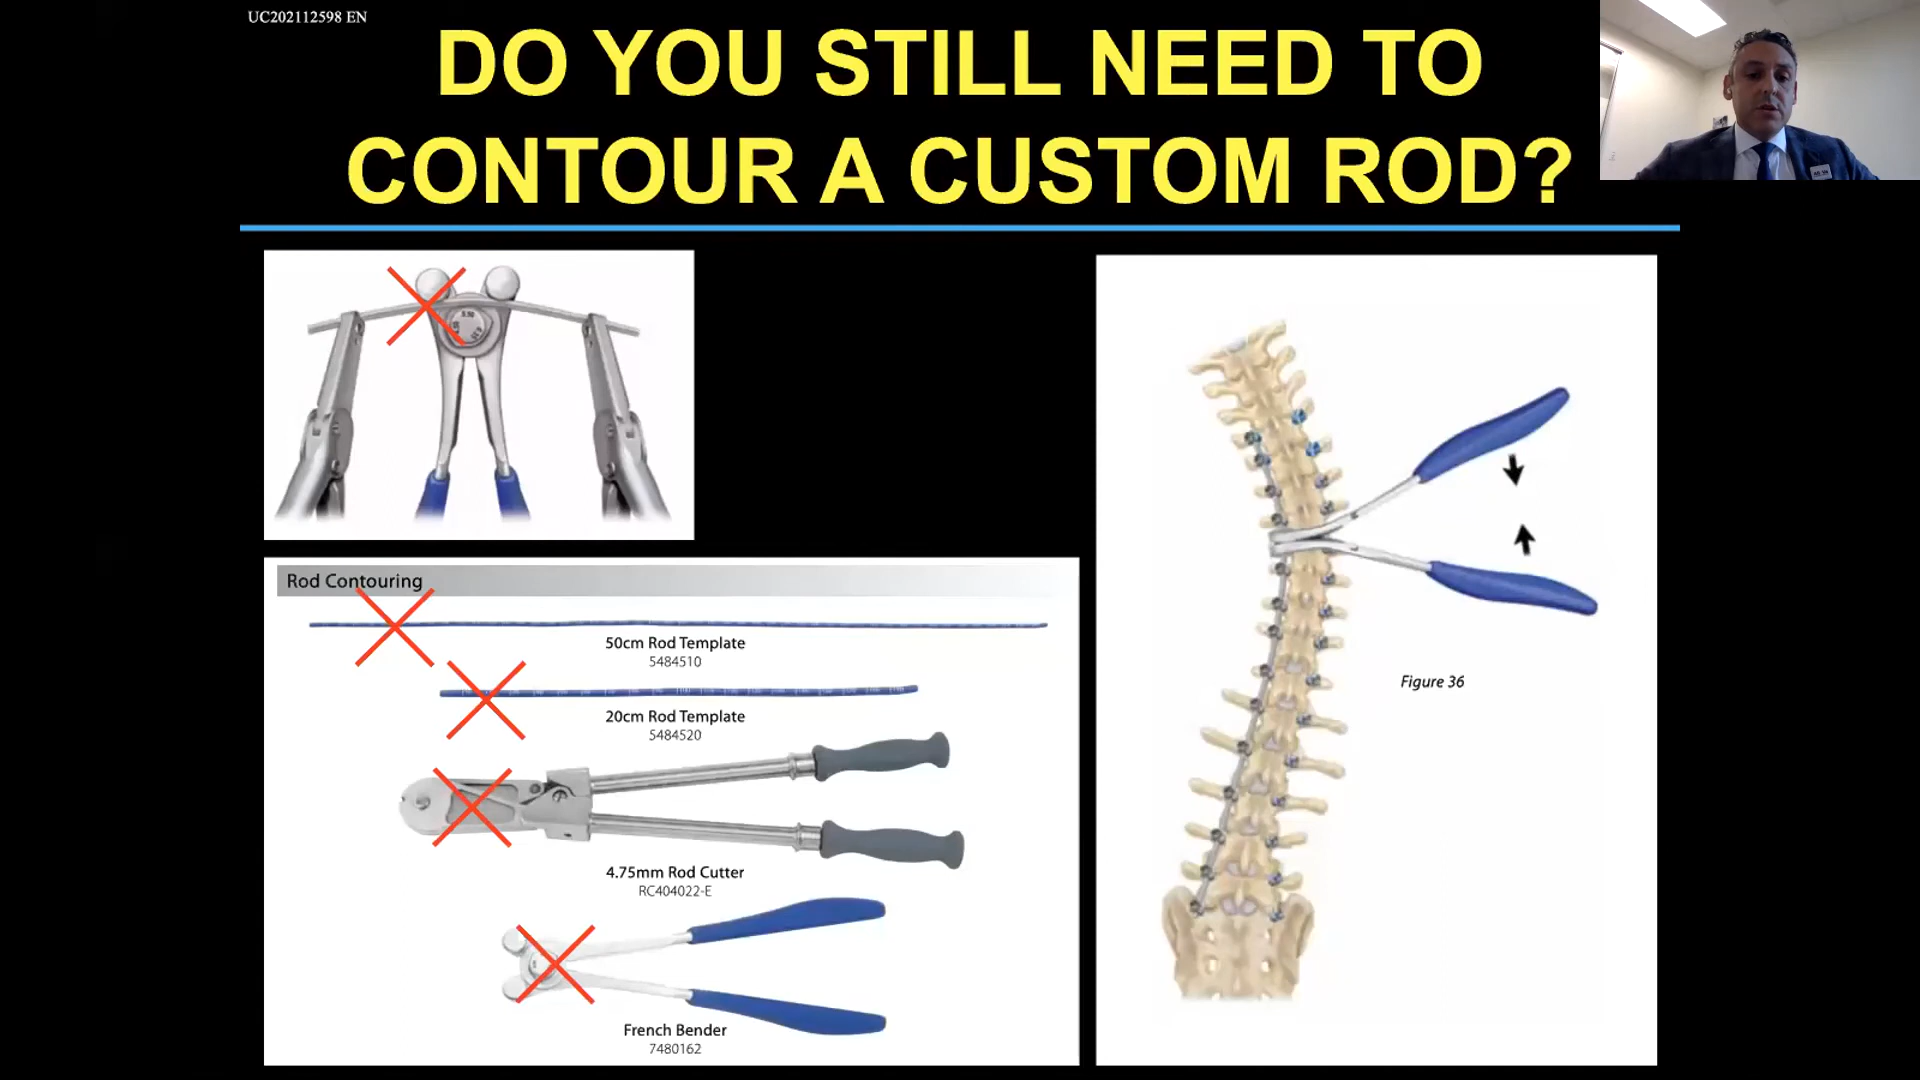 UC202112598 EN
DO YOU STILL NEED TO
CONTOUR A CUSTOM ROD?
Rod Contouring
50cm Rod Template
5484510
20cm Rod Template
5484520
4.75mm Rod Cutter
RC404022-E
French Bender
7480162
Figure 36